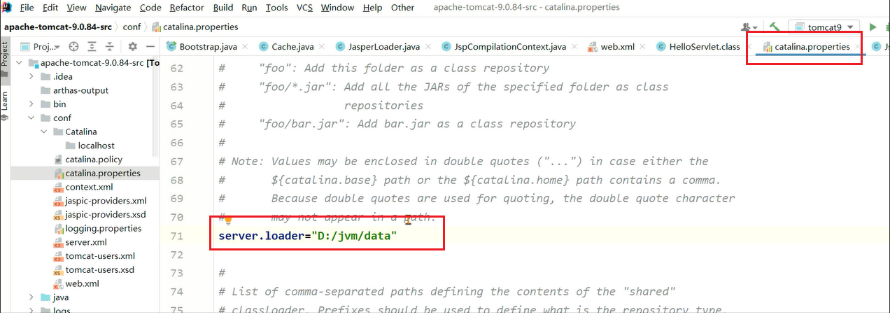 File Edit View Navigate Code Refactor Build Run Tools VCS Window Help Other apache-tomcat-9.0.84-src - catalina.properties
apache-tomcat-9.0.84-src conf catalina.properties tomcat9
Project Proj... Bootstrap.java Cache.java JasperLoader.java JspCompilationContext.java web.xml HelloServlet.class catalina.properties
apache-tomcat-9.0.84-src
.idea
arthas-output
bin
conf
Catalina
localhost
catalina.policy
catalina.properties
context.xml
jaspic-providers.xml
jaspic-providers.xsd
logging.properties
server.xml
tomcat-users.xml
tomcat-users.xsd
web.xml
java
logs
Learn
62 # "foo": Add this folder as a class repository
63 # "foo/*.jar": Add all the JARs of the specified folder as class
64 # repositories
65 # "foo/bar.jar": Add bar.jar as a class repository
66 #
67 # Note: Values may be enclosed in double quotes ("...") in case either the
68 # ${catalina.base} path or the ${catalina.home} path contains a comma.
69 # Because double quotes are used for quoting, the double quote character
70 # may not appear in a path.
71 server.loader="D:/jvm/data"
72
73 #
74 # List of comma-separated paths defining the contents of the "shared"
75 # classloader. Prefixes should be used to define what is the repository type.